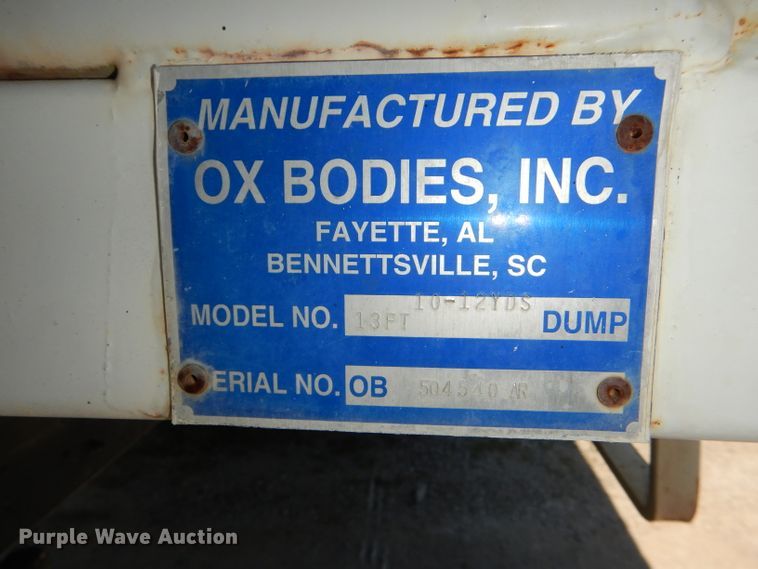 MANUFACTURED BY
OX BODIES, INC.
FAYETTE, AL
BENNETTSVILLE, SC
10-12YDS
MODEL NO. 13FT DUMP
ERIAL NO. OB 504540 AR
Purple Wave Auction